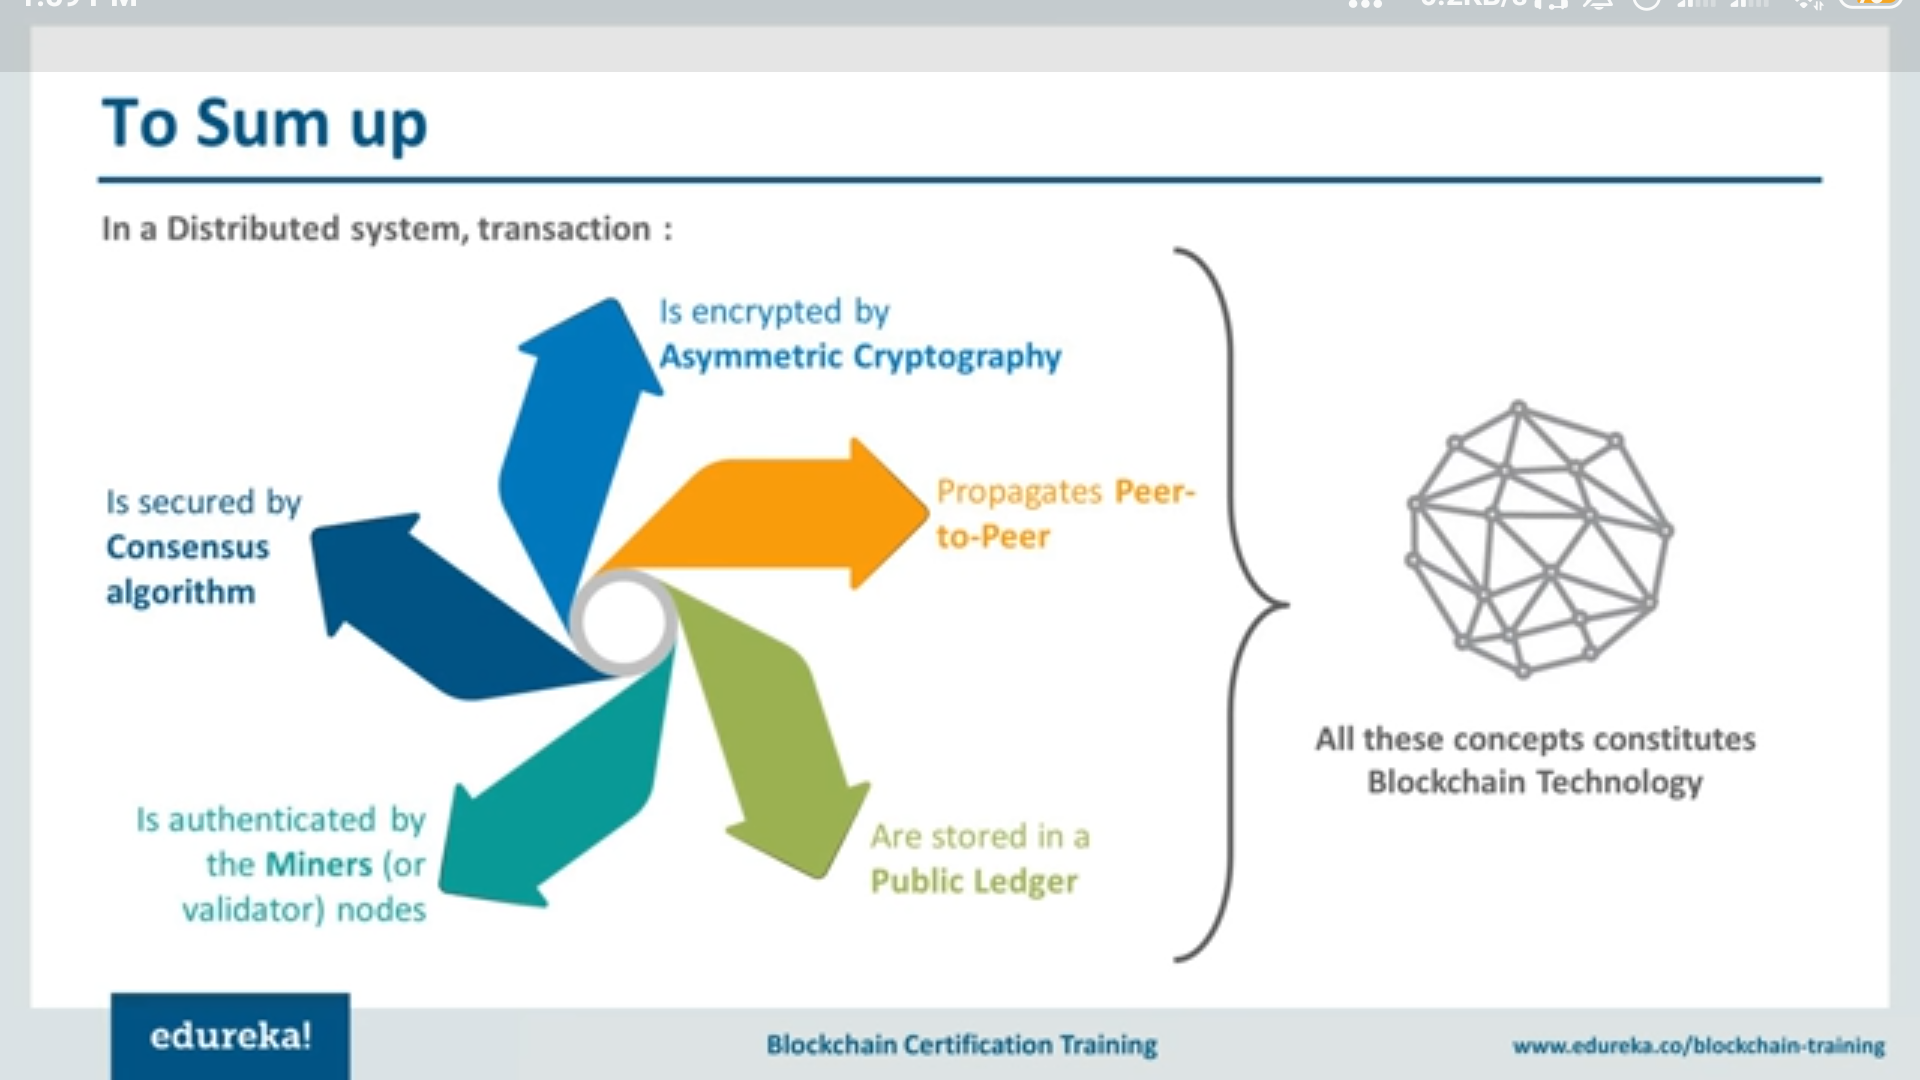 To Sum up
In a Distributed system, transaction :
Is encrypted by
Asymmetric Cryptography
Propagates Peer-
to-Peer
Is secured by
Consensus
algorithm
Are stored in a
Public Ledger
Is authenticated by
the Miners (or
validator) nodes
All these concepts constitutes
Blockchain Technology
edureka!
Blockchain Certification Training
www.edureka.co/blockchain-training